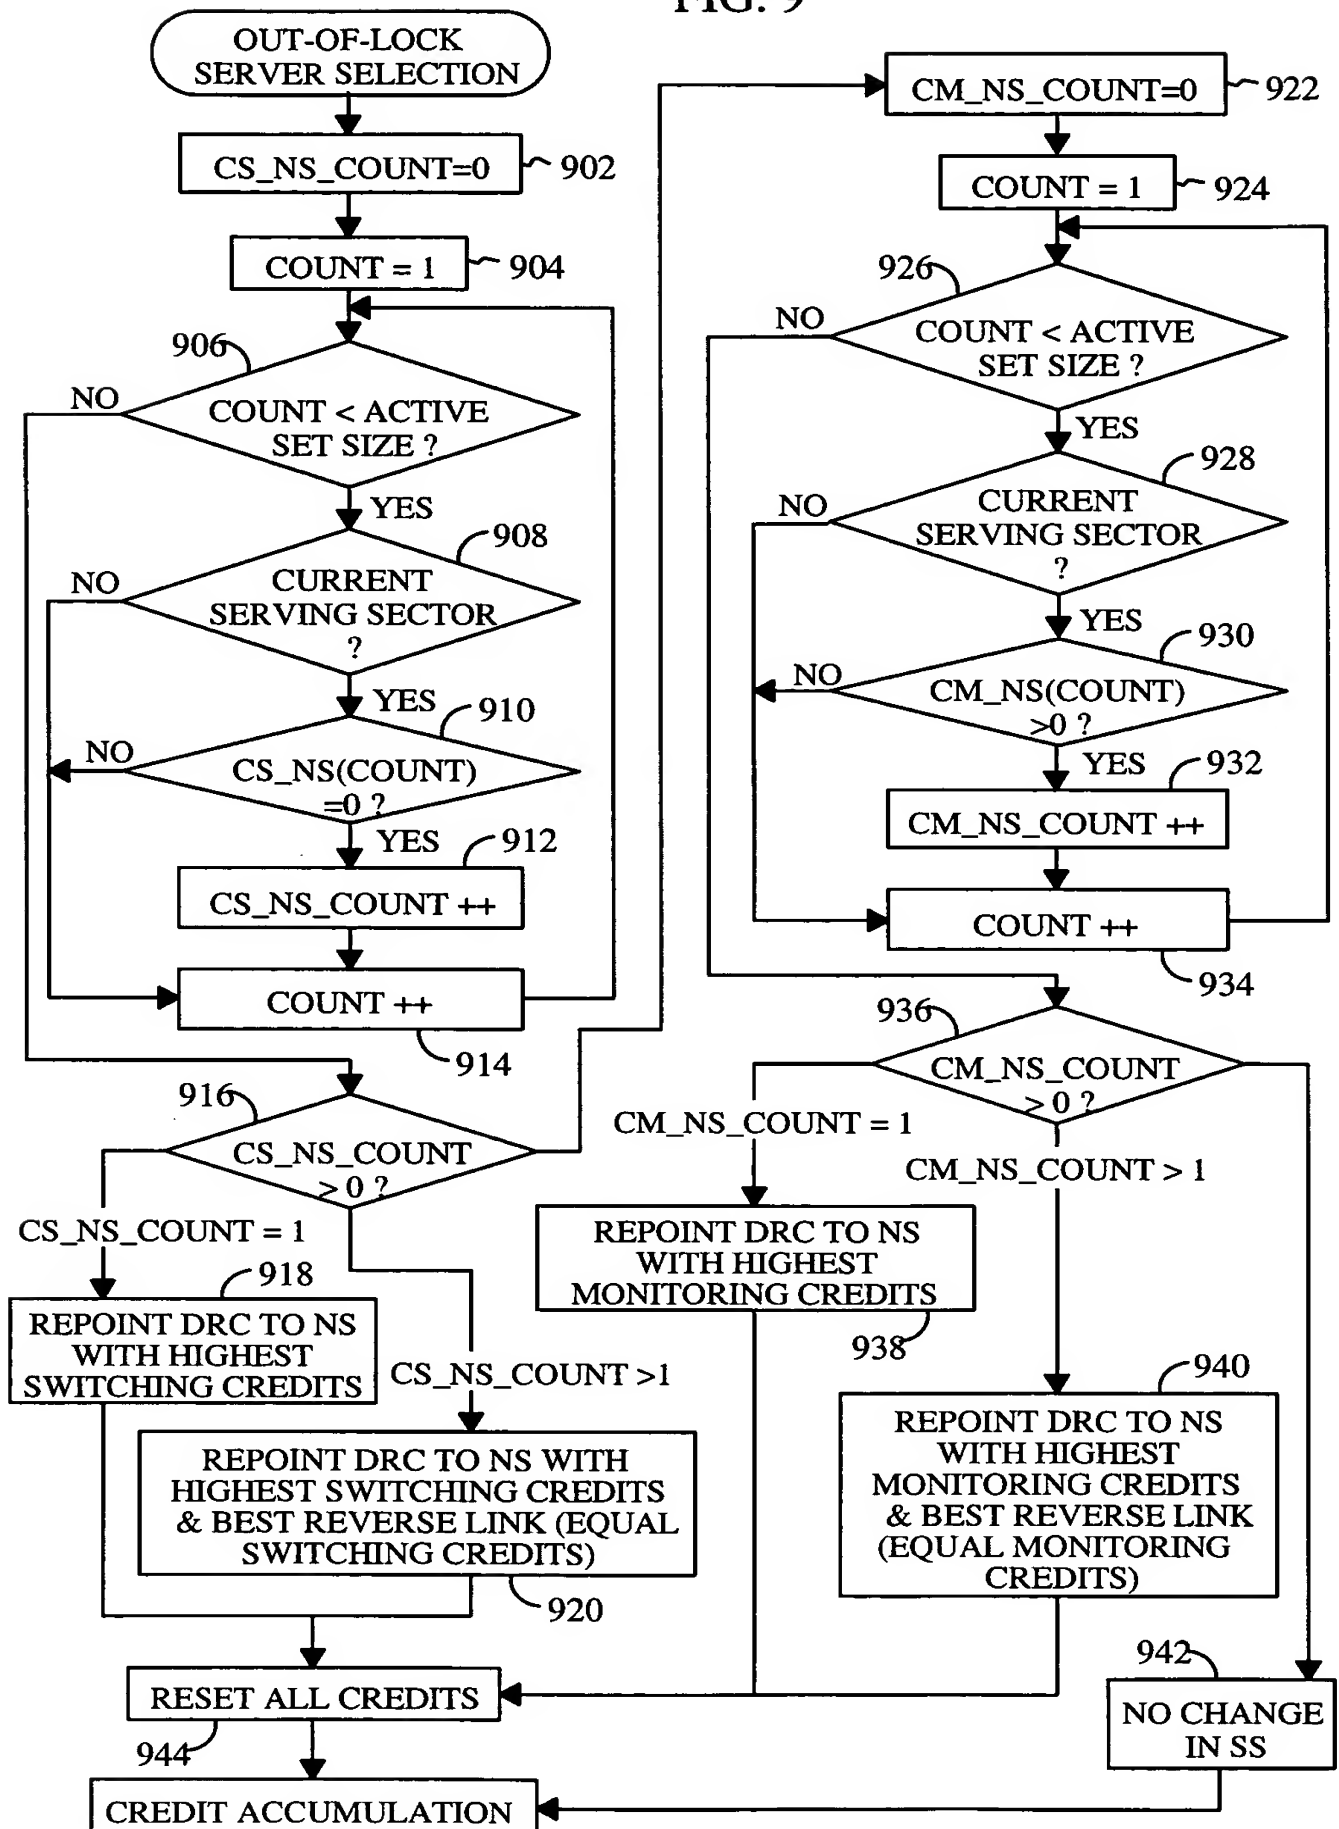 FIG. 9
OUT-OF-LOCK
SERVER SELECTION
CS_NS_COUNT=0
902
COUNT = 1
904
906
COUNT < ACTIVE
SET SIZE ?
NO
YES
908
CURRENT
SERVING SECTOR
?
NO
YES
910
CS_NS(COUNT)
=0 ?
NO
YES
912
CS_NS_COUNT ++
COUNT ++
914
916
CS_NS_COUNT
> 0 ?
CS_NS_COUNT = 1
918
REPOINT DRC TO NS
WITH HIGHEST
SWITCHING CREDITS
CS_NS_COUNT >1
REPOINT DRC TO NS WITH
HIGHEST SWITCHING CREDITS
& BEST REVERSE LINK (EQUAL
SWITCHING CREDITS)
920
CM_NS_COUNT=0
922
COUNT = 1
924
926
COUNT < ACTIVE
SET SIZE ?
NO
YES
928
CURRENT
SERVING SECTOR
?
NO
YES
930
CM_NS(COUNT)
>0 ?
NO
YES
932
CM_NS_COUNT ++
COUNT ++
934
936
CM_NS_COUNT
> 0 ?
CM_NS_COUNT = 1
CM_NS_COUNT > 1
REPOINT DRC TO NS
WITH HIGHEST
MONITORING CREDITS
938
940
REPOINT DRC TO NS
WITH HIGHEST
MONITORING CREDITS
& BEST REVERSE LINK
(EQUAL MONITORING
CREDITS)
942
NO CHANGE
IN SS
RESET ALL CREDITS
944
CREDIT ACCUMULATION